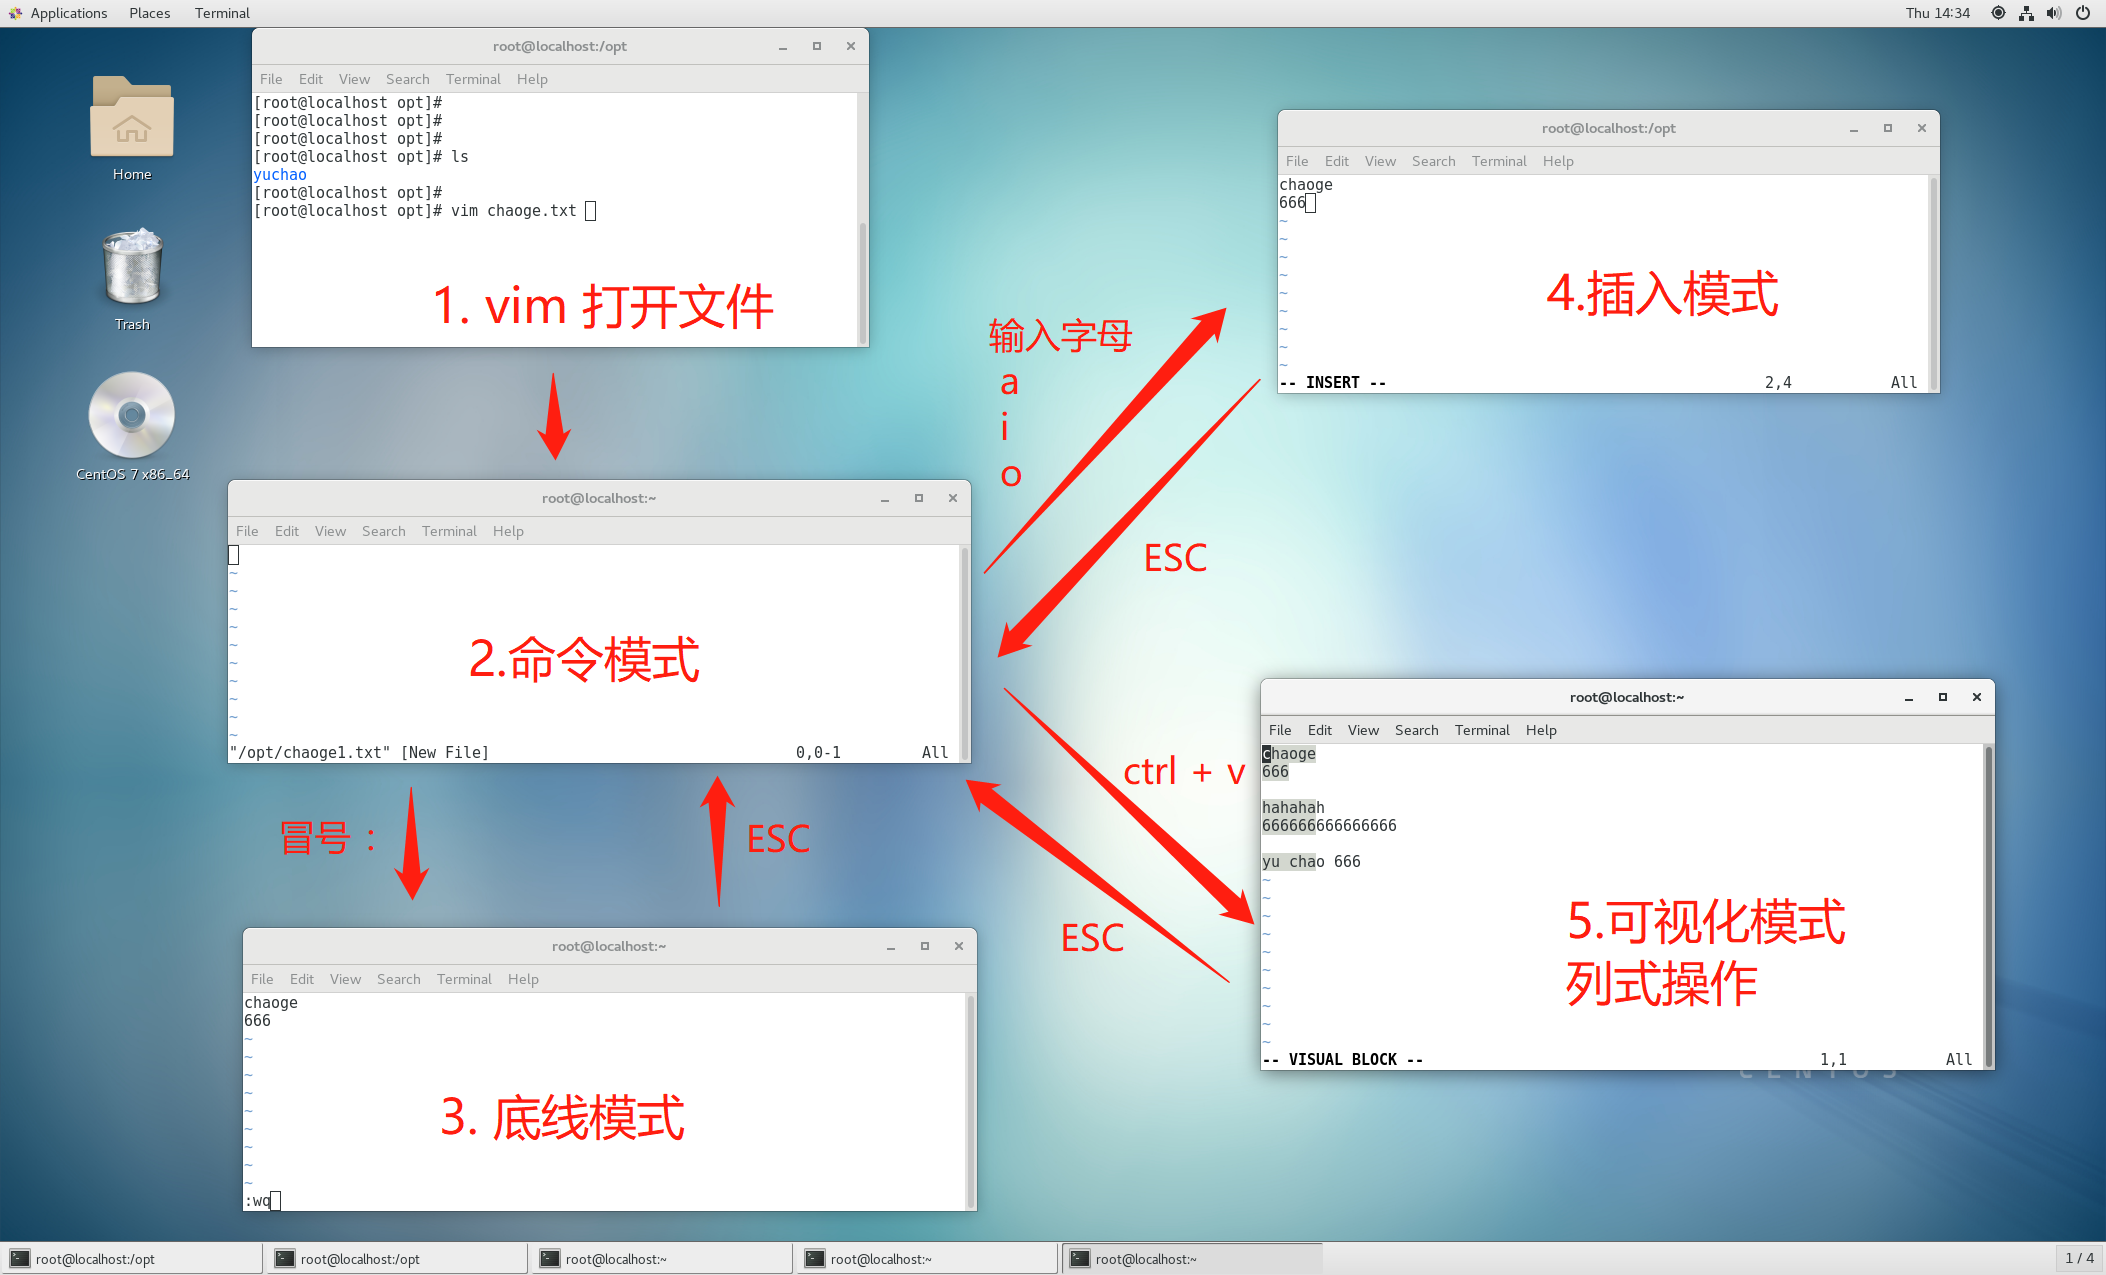 Applications Places Terminal Thu 14:34
Home
Trash
CentOS 7 x86_64
root@localhost:/opt
File Edit View Search Terminal Help
[root@localhost opt]#
[root@localhost opt]#
[root@localhost opt]#
[root@localhost opt]# ls
yuchao
[root@localhost opt]#
[root@localhost opt]# vim chaoge.txt
1. vim 打开文件
root@localhost:~
File Edit View Search Terminal Help
~
~
~
~
~
~
~
~
~
~
"/opt/chaoge1.txt" [New File] 0,0-1 All
2.命令模式
冒号：
ESC
root@localhost:~
File Edit View Search Terminal Help
chaoge
666
~
~
~
~
~
~
~
~
~
:wq
3. 底线模式
输入字母
a
i
o
ESC
root@localhost:/opt
File Edit View Search Terminal Help
chaoge
666
~
~
~
~
~
~
~
~
~
-- INSERT -- 2,4 All
4.插入模式
ctrl + v
ESC
root@localhost:~
File Edit View Search Terminal Help
chaoge
666
hahahah
666666666666666
yu chao 666
~
~
~
~
~
~
~
~
~
~
-- VISUAL BLOCK -- 1,1 All
5.可视化模式
列式操作
CENTOS
root@localhost:/opt root@localhost:/opt root@localhost:~ root@localhost:~ root@localhost:~ 1 / 4